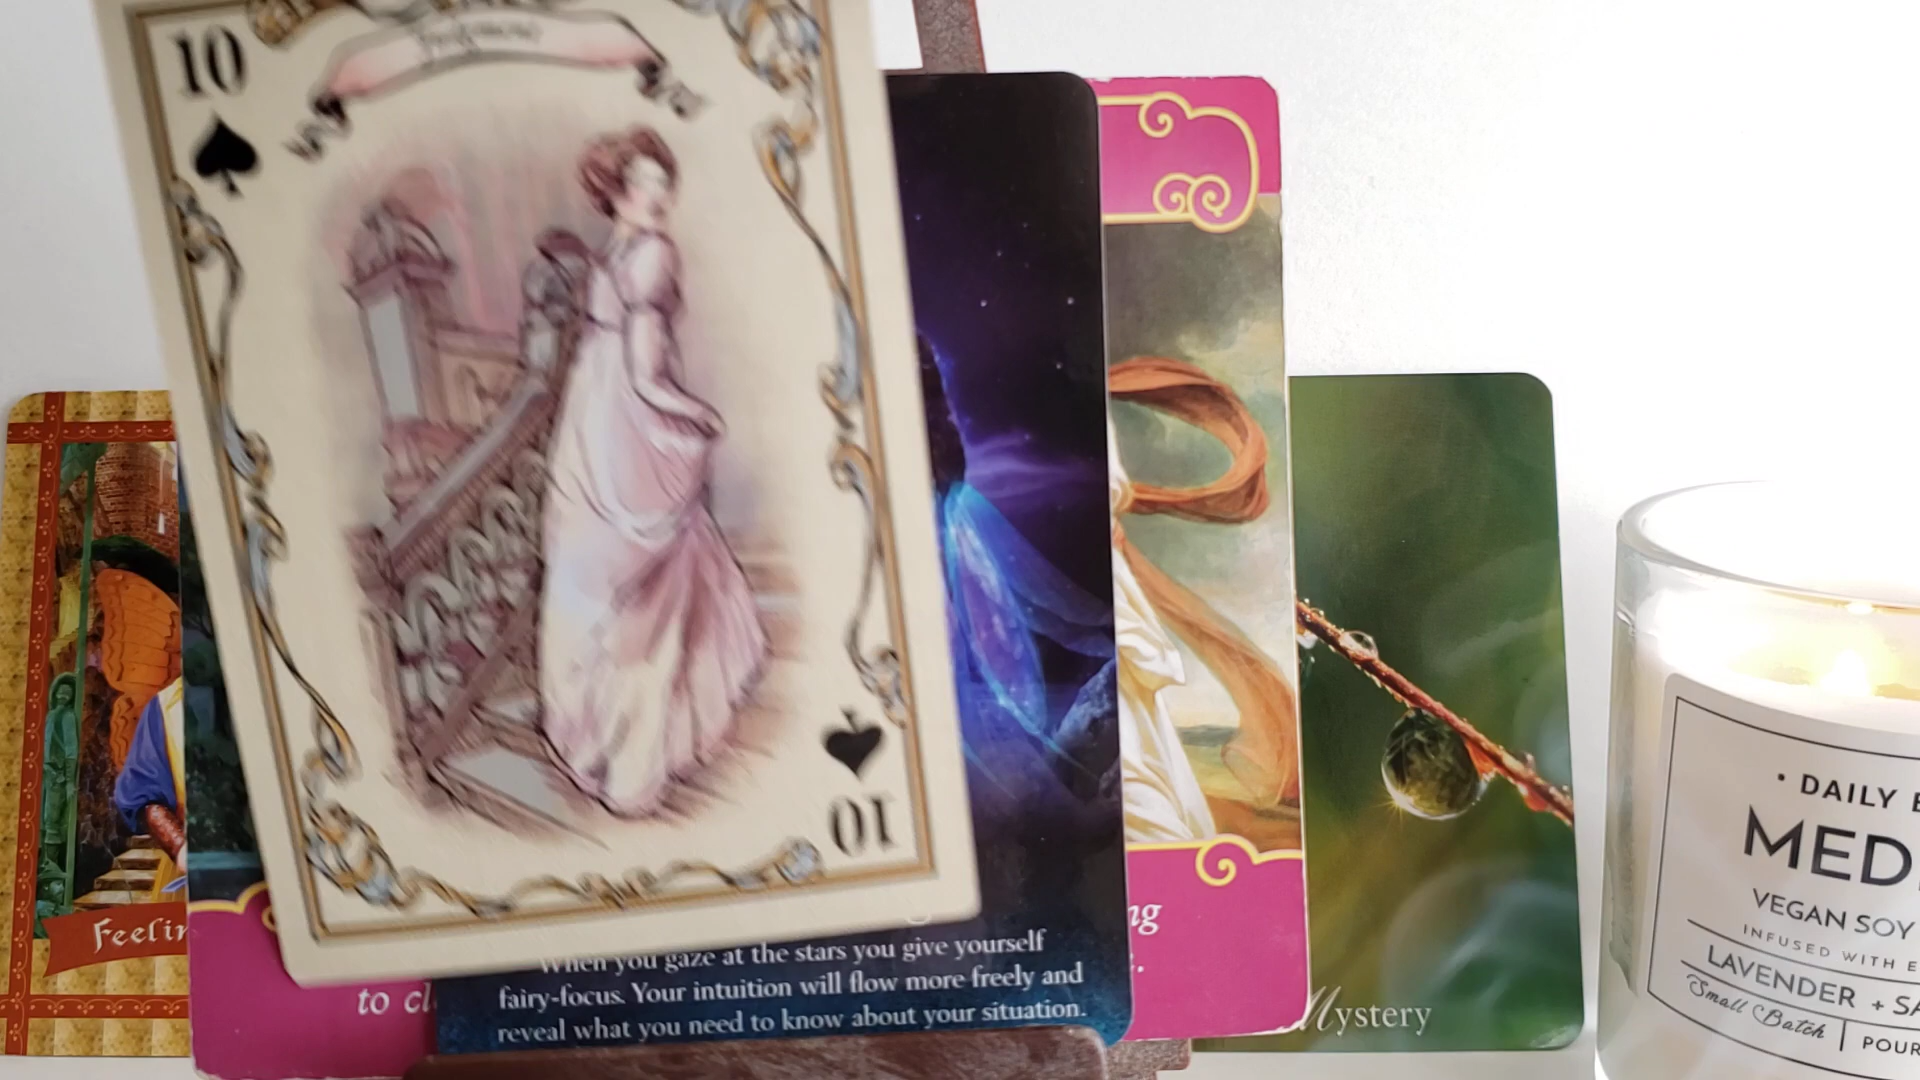 10
10
Feelin
to cl
When you gaze at the stars you give yourself
fairy-focus. Your intuition will flow more freely and
reveal what you need to know about your situation.
ng
Mystery
· DAILY
MED
VEGAN SOY
INFUSED WITH E
LAVENDER + SA
Small Batch | POUR